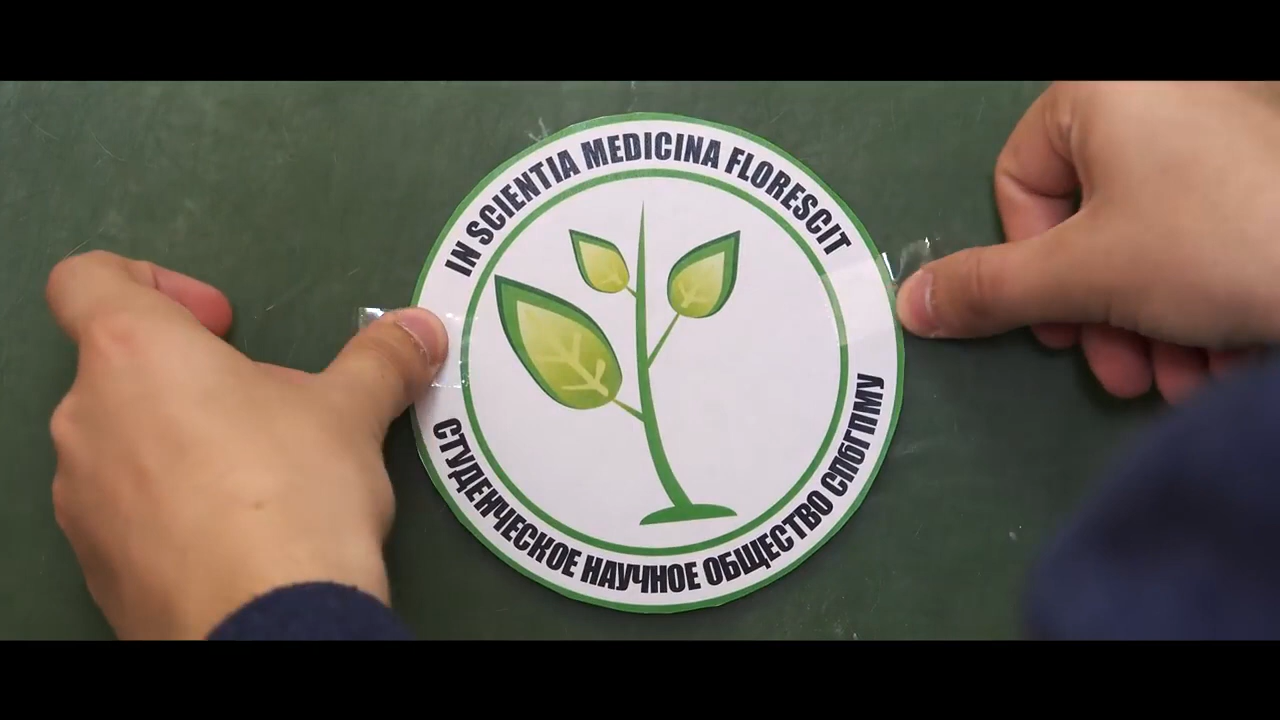 IN SCIENTIA MEDICINA FLORESCIT
СТУДЕНЧЕСКОЕ НАУЧНОЕ ОБЩЕСТВО СПбГПМУ